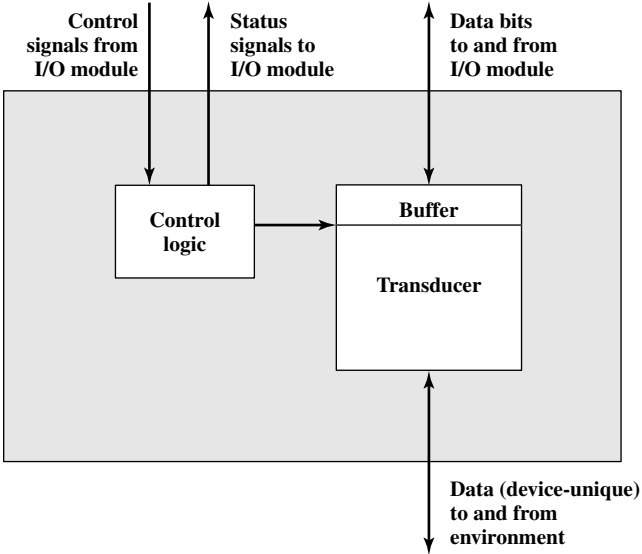 Control
signals from
I/O module
Status
signals to
I/O module
Data bits
to and from
I/O module
Control
logic
Buffer
Transducer
Data (device-unique)
to and from
environment